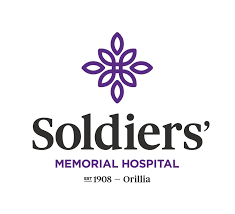 Soldiers’
MEMORIAL HOSPITAL
EST 1908 – Orillia